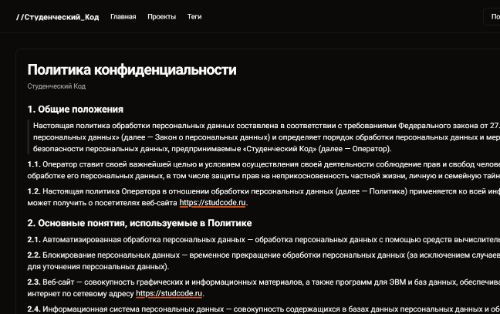 //Студенческий_Код Главная Проекты Теги По
Политика конфиденциальности
Студенческий Код
1. Общие положения
Настоящая политика обработки персональных данных составлена в соответствии с требованиями Федерального закона от 27.
персональных данных» (далее — Закон о персональных данных) и определяет порядок обработки персональных данных и мер
безопасности персональных данных, предпринимаемые «Студенческий Код» (далее — Оператор).
1.1. Оператор ставит своей важнейшей целью и условием осуществления своей деятельности соблюдение прав и свобод челове
обработке его персональных данных, в том числе защиты прав на неприкосновенность частной жизни, личную и семейную тайн
1.2. Настоящая политика Оператора в отношении обработки персональных данных (далее — Политика) применяется ко всей инф
может получить о посетителях веб-сайта https://studcode.ru.
2. Основные понятия, используемые в Политике
2.1. Автоматизированная обработка персональных данных — обработка персональных данных с помощью средств вычислитель
2.2. Блокирование персональных данных — временное прекращение обработки персональных данных (за исключением случаев
для уточнения персональных данных).
2.3. Веб-сайт — совокупность графических и информационных материалов, а также программ для ЭВМ и баз данных, обеспечива
интернет по сетевому адресу https://studcode.ru.
2.4. Информационная система персональных данных — совокупность содержащихся в базах данных персональных данных и об